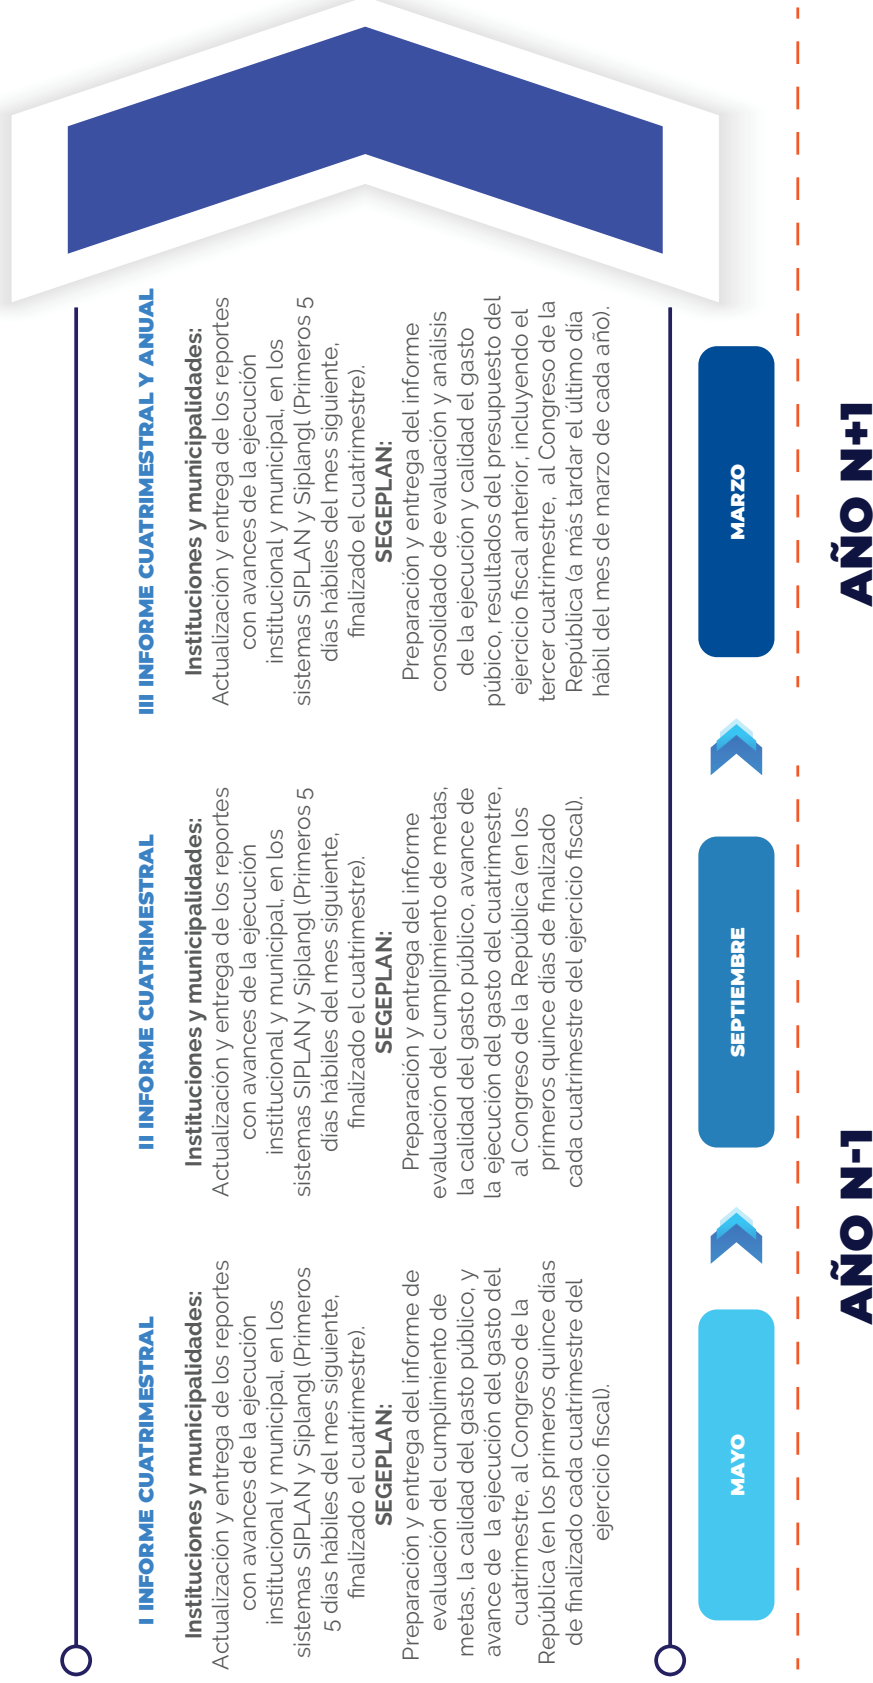 I INFORME CUATRIMESTRAL
Instituciones y municipalidades:
Actualización y entrega de los reportes
con avances de la ejecución
institucional y municipal, en los
sistemas SIPLAN y Siplangl (Primeros
5 días hábiles del mes siguiente,
finalizado el cuatrimestre).
SEGEPLAN:
Preparación y entrega del informe de
evaluación del cumplimiento de
metas, la calidad del gasto público, y
avance de la ejecución del gasto del
cuatrimestre, al Congreso de la
República (en los primeros quince días
de finalizado cada cuatrimestre del
ejercicio fiscal).
MAYO
II INFORME CUATRIMESTRAL
Instituciones y municipalidades:
Actualización y entrega de los reportes
con avances de la ejecución
institucional y municipal, en los
sistemas SIPLAN y Siplangl (Primeros 5
días hábiles del mes siguiente,
finalizado el cuatrimestre).
SEGEPLAN:
Preparación y entrega del informe
evaluación del cumplimiento de metas,
la calidad del gasto público, avance de
la ejecución del gasto del cuatrimestre,
al Congreso de la República (en los
primeros quince días de finalizado
cada cuatrimestre del ejercicio fiscal).
SEPTIEMBRE
AÑO N-1
III INFORME CUATRIMESTRAL Y ANUAL
Instituciones y municipalidades:
Actualización y entrega de los reportes
con avances de la ejecución
institucional y municipal, en los
sistemas SIPLAN y Siplangl (Primeros 5
días hábiles del mes siguiente,
finalizado el cuatrimestre).
SEGEPLAN:
Preparación y entrega del informe
consolidado de evaluación y análisis
de la ejecución y calidad el gasto
púbico, resultados del presupuesto del
ejercicio fiscal anterior, incluyendo el
tercer cuatrimestre, al Congreso de la
República (a más tardar el último día
hábil del mes de marzo de cada año).
MARZO
AÑO N+1